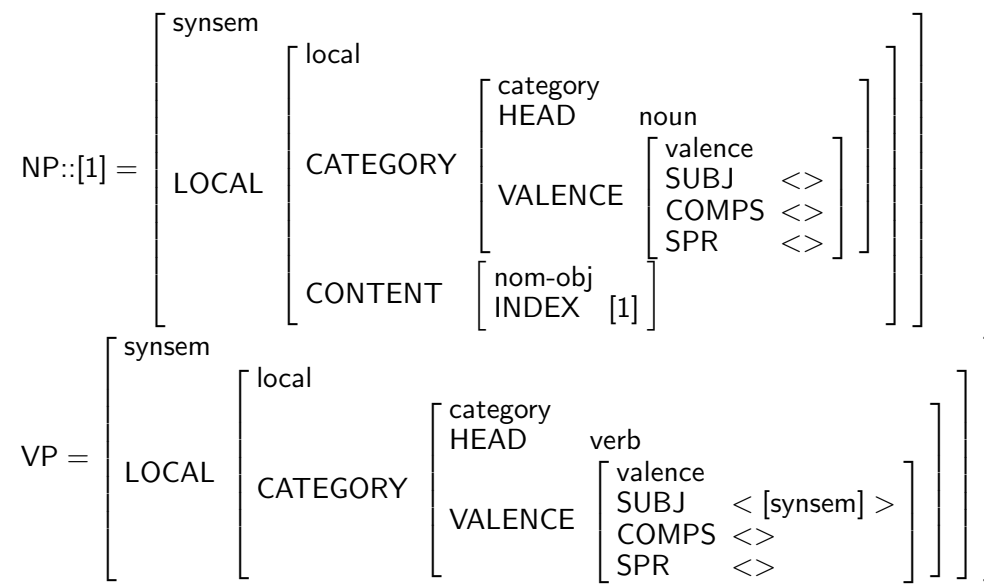 NP::[1] =
synsem
LOCAL
local
CATEGORY
category
HEAD noun
VALENCE
valence
SUBJ <>
COMPS <>
SPR <>
CONTENT
nom-obj
INDEX [1]
VP =
synsem
LOCAL
local
CATEGORY
category
HEAD verb
VALENCE
valence
SUBJ < [synsem] >
COMPS <>
SPR <>